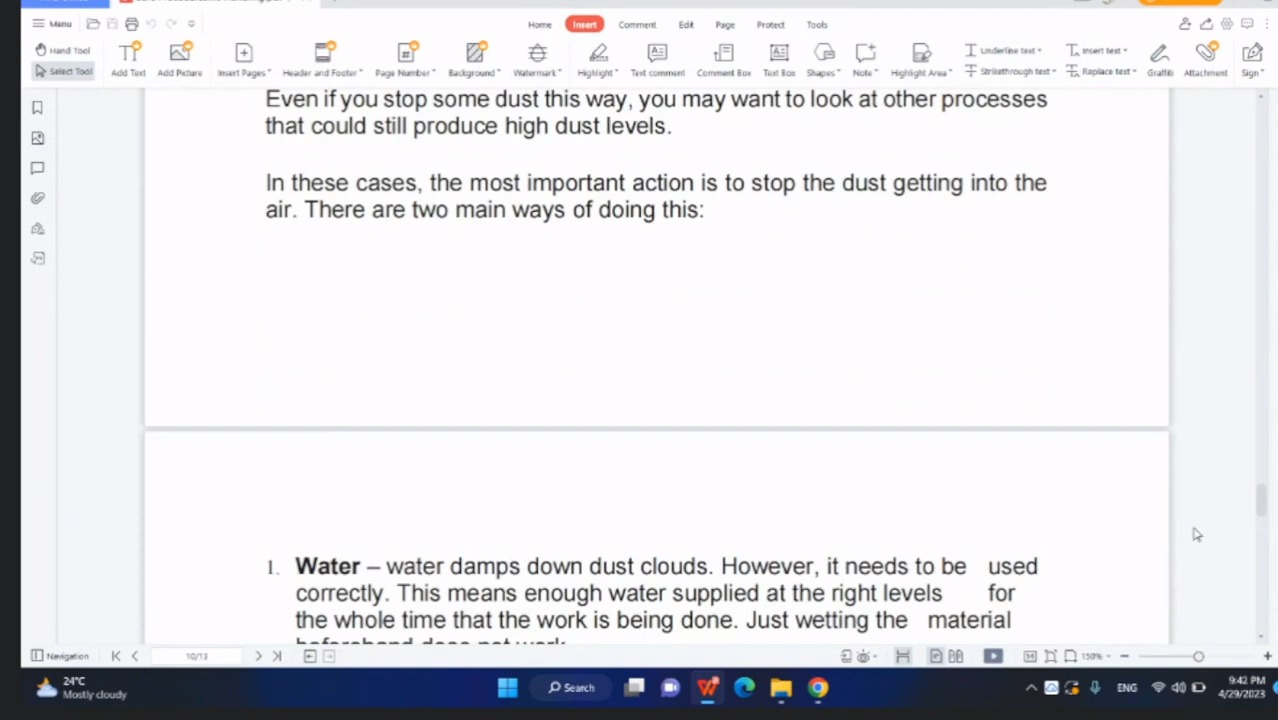 Menu
Home
Insert
Comment
Edit
Page
Protect
Tools
Hand Tool
Select Tool
Add Text
Add Picture
Insert Pages
Header and Footer
Page Number
Background
Watermark
Highlight
Text comment
Comment Box
Text Box
Shapes
Note
Highlight Area
Underline text
Strikethrough text
Insert text
Replace text
Graffiti
Attachment
Sign
Even if you stop some dust this way, you may want to look at other processes
that could still produce high dust levels.
In these cases, the most important action is to stop the dust getting into the
air. There are two main ways of doing this:
1. Water – water damps down dust clouds. However, it needs to be used
correctly. This means enough water supplied at the right levels for
the whole time that the work is being done. Just wetting the material
beforehand does not work
Navigation
10/13
150%
24°C
Mostly cloudy
Search
ENG
9:42 PM
4/29/2023